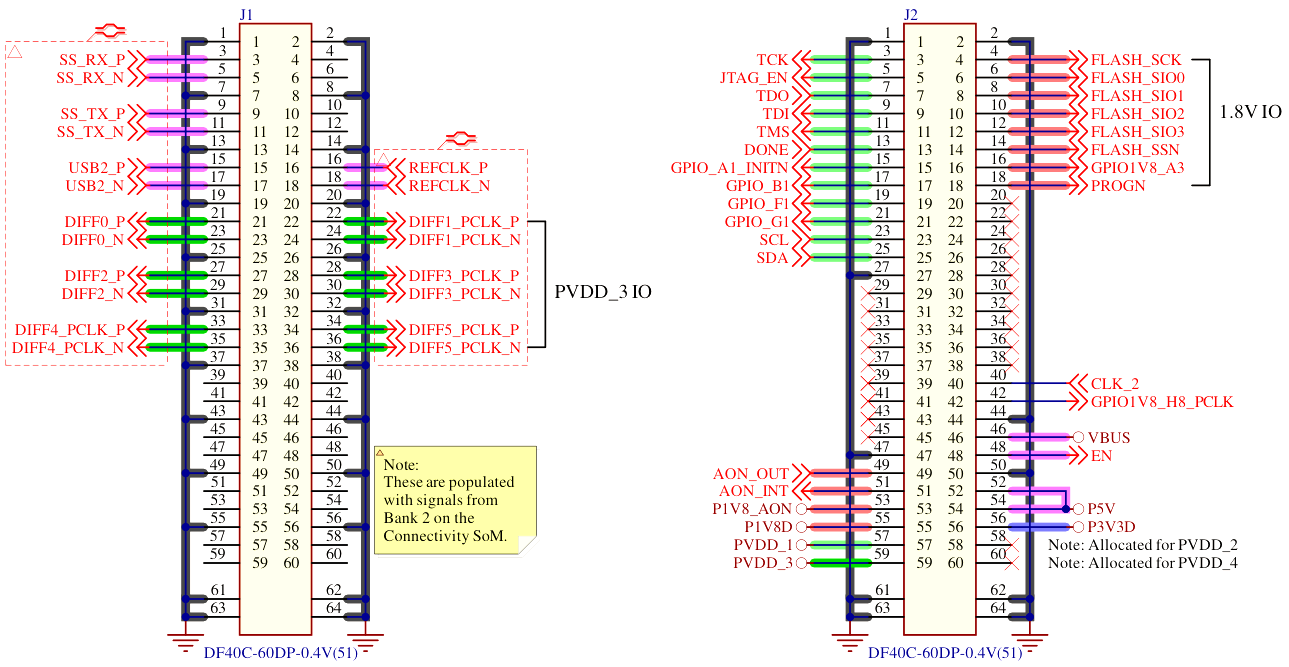 J1
1 1 2 2
SS_RX_P 3 3 4 4
SS_RX_N 5 5 6 6
7 7 8 8
SS_TX_P 9 9 10 10
SS_TX_N 11 11 12 12
13 13 14 14
USB2_P 15 15 16 16 REFCLK_P
USB2_N 17 17 18 18 REFCLK_N
19 19 20 20
DIFF0_P 21 21 22 22 DIFF1_PCLK_P
DIFF0_N 23 23 24 24 DIFF1_PCLK_N
25 25 26 26
DIFF2_P 27 27 28 28 DIFF3_PCLK_P
DIFF2_N 29 29 30 30 DIFF3_PCLK_N
PVDD_3 IO
31 31 32 32
DIFF4_PCLK_P 33 33 34 34 DIFF5_PCLK_P
DIFF4_PCLK_N 35 35 36 36 DIFF5_PCLK_N
37 37 38 38
39 39 40 40
41 41 42 42
43 43 44 44
45 45 46 46
47 47 48 48
49 49 50 50
51 51 52 52
53 53 54 54
55 55 56 56
57 57 58 58
59 59 60 60
61 62
63 64
DF40C-60DP-0.4V(51)
Note:
These are populated
with signals from
Bank 2 on the
Connectivity SoM.
J2
1 1 2 2
TCK 3 3 4 4 FLASH_SCK
JTAG_EN 5 5 6 6 FLASH_SIO0
TDO 7 7 8 8 FLASH_SIO1
TDI 9 9 10 10 FLASH_SIO2
1.8V IO
TMS 11 11 12 12 FLASH_SIO3
DONE 13 13 14 14 FLASH_SSN
GPIO_A1_INITN 15 15 16 16 GPIO1V8_A3
GPIO_B1 17 17 18 18 PROGN
GPIO_F1 19 19 20 20
GPIO_G1 21 21 22 22
SCL 23 23 24 24
SDA 25 25 26 26
27 27 28 28
29 29 30 30
31 31 32 32
33 33 34 34
35 35 36 36
37 37 38 38
39 39 40 40 CLK_2
41 41 42 42 GPIO1V8_H8_PCLK
43 43 44 44
45 45 46 46 VBUS
47 47 48 48 EN
AON_OUT 49 49 50 50
AON_INT 51 51 52 52
P1V8_AON 53 53 54 54 P5V
P1V8D 55 55 56 56 P3V3D
PVDD_1 57 57 58 58 Note: Allocated for PVDD_2
PVDD_3 59 59 60 60 Note: Allocated for PVDD_4
61 62
63 64
DF40C-60DP-0.4V(51)